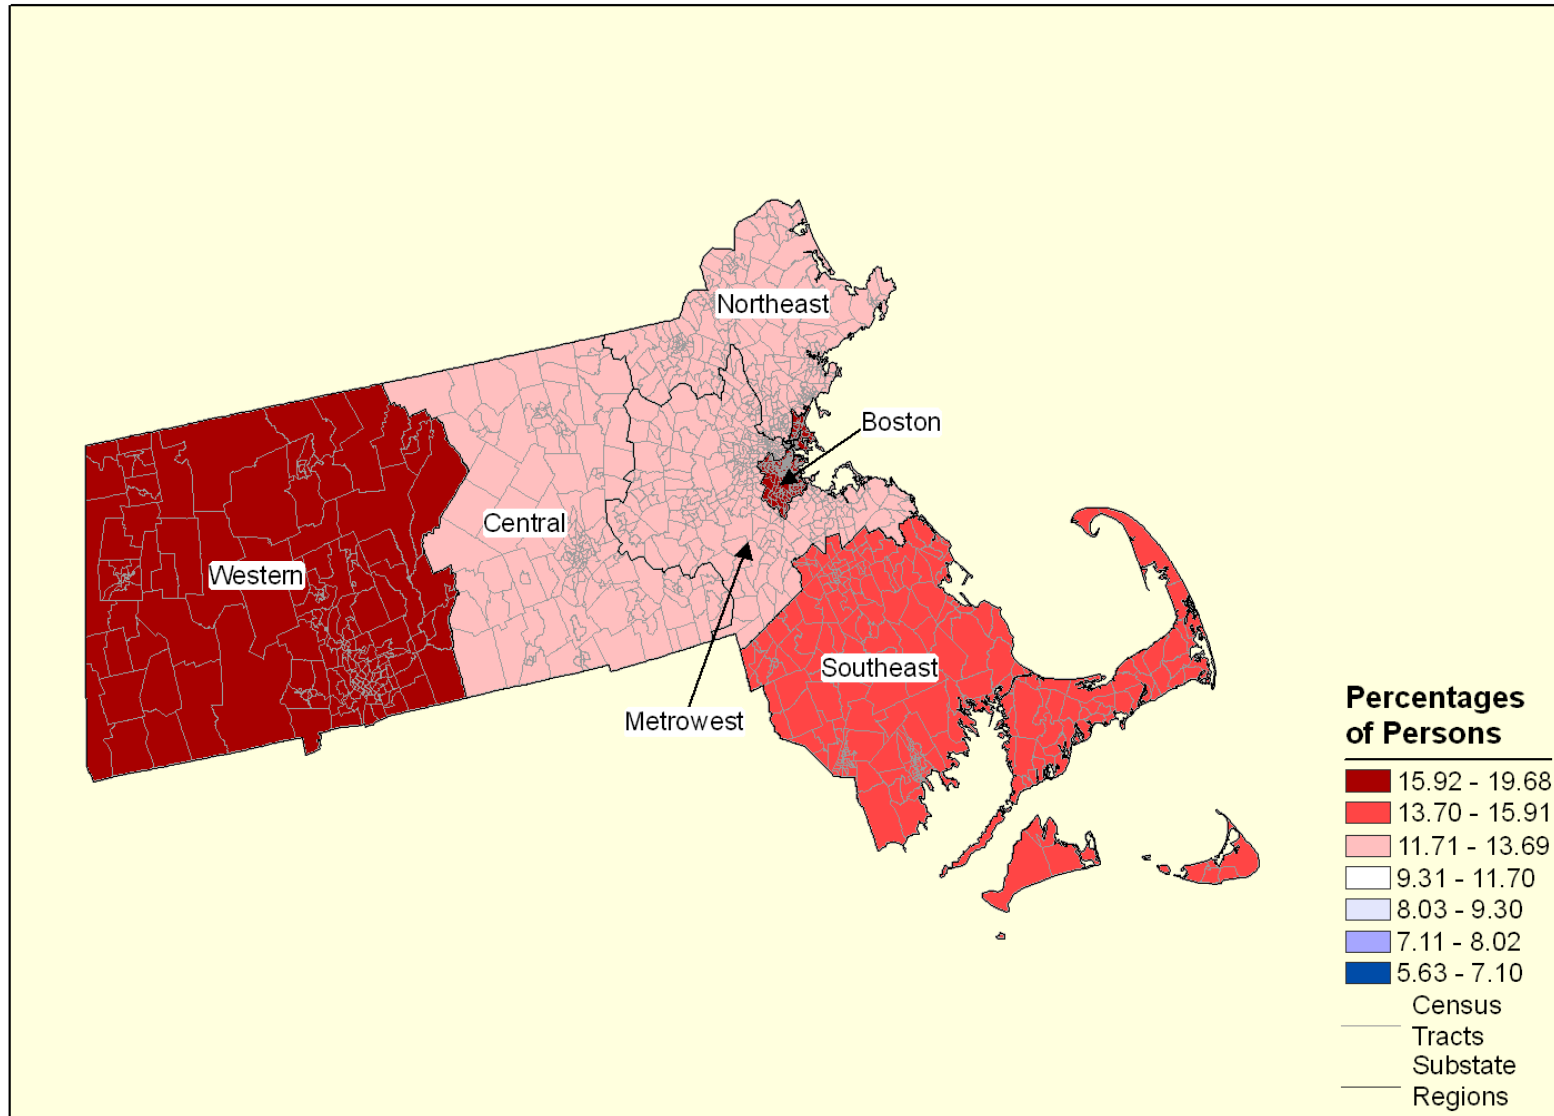 Northeast
Boston
Central
Western
Southeast
Metrowest
Percentages
of Persons
15.92 - 19.68
13.70 - 15.91
11.71 - 13.69
9.31 - 11.70
8.03 - 9.30
7.11 - 8.02
5.63 - 7.10
Census
Tracts
Substate
Regions